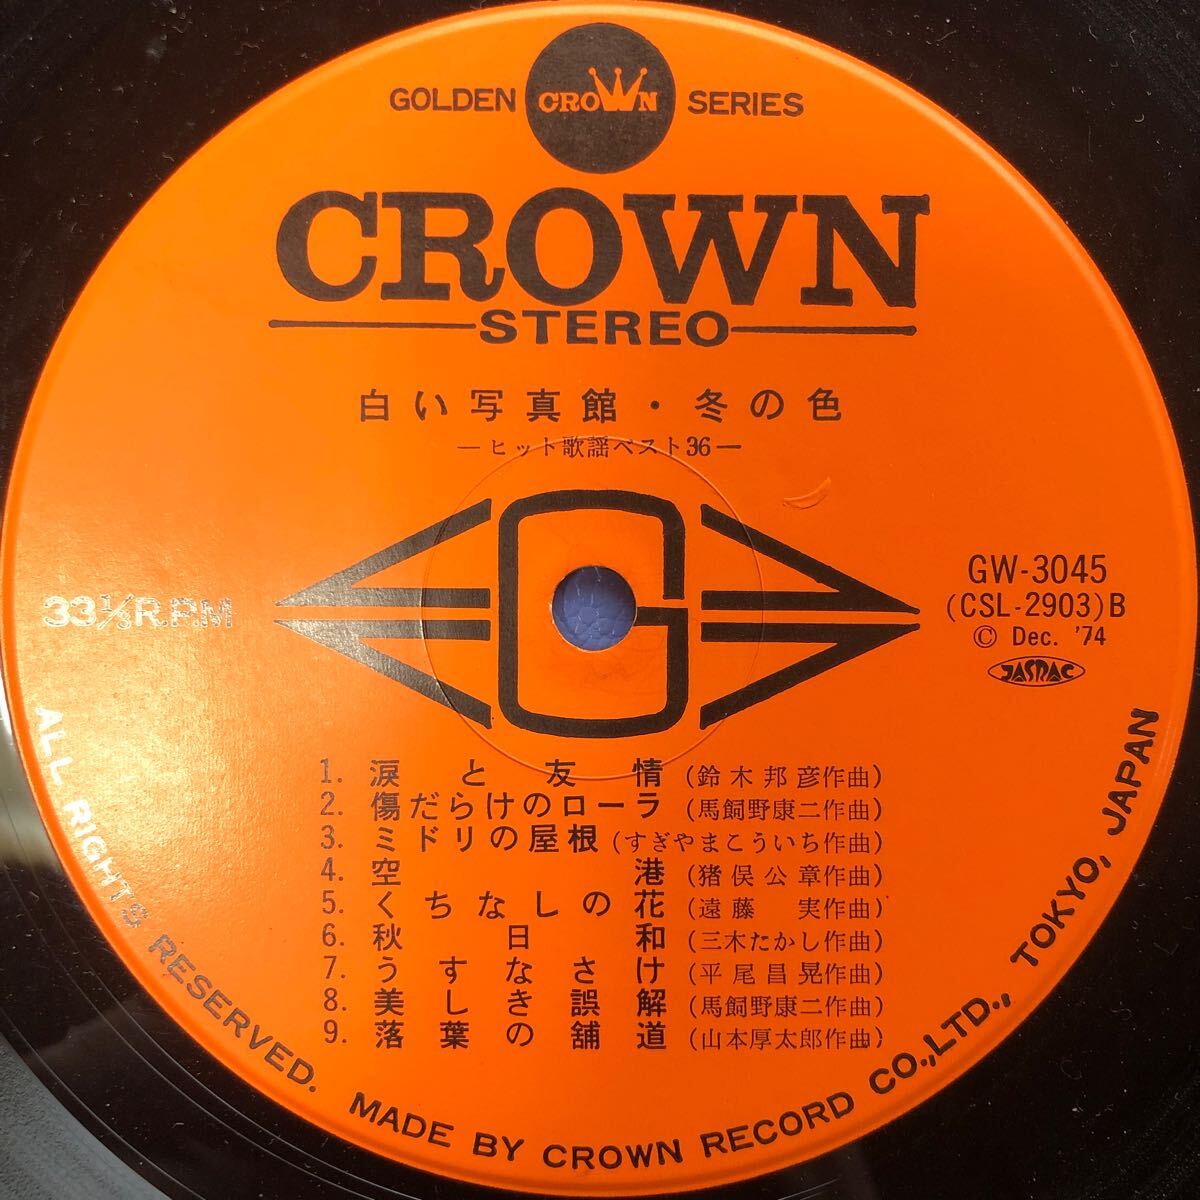 GOLDEN CROWN SERIES
CROWN
STEREO
白い写真館・冬の色
―ヒット歌謡ベスト36―
G
33⅓R.P.M
GW-3045
(CSL-2903)B
© Dec. '74
JASRAC
1. 涙と友情(鈴木邦彦作曲)
2. 傷だらけのローラ(馬飼野康二作曲)
3. ミドリの屋根(すぎやまこういち作曲)
4. 空港(猪俣公章作曲)
5. くちなしの花(遠藤実作曲)
6. 秋日和(三木たかし作曲)
7. うすなさけ(平尾昌晃作曲)
8. 美しき誤解(馬飼野康二作曲)
9. 落葉の舗道(山本厚太郎作曲)
ALL RIGHTS RESERVED. MADE BY CROWN RECORD CO.,LTD., TOKYO, JAPAN